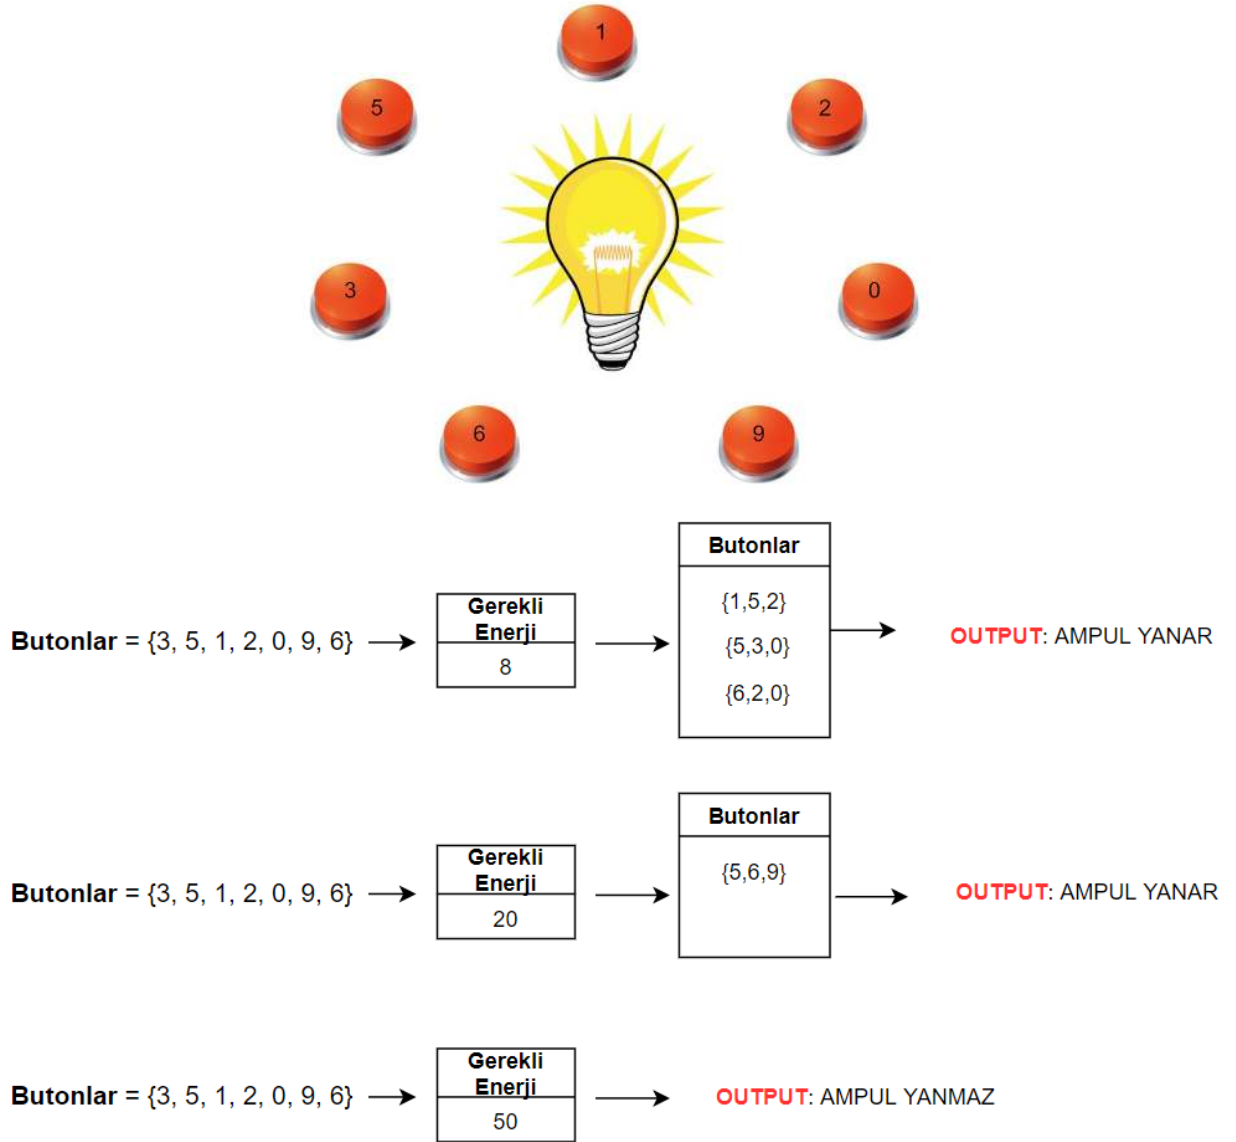 1
5
2
3
0
6
9
Butonlar = {3, 5, 1, 2, 0, 9, 6}
Gerekli
Enerji
8
Butonlar
{1,5,2}
{5,3,0}
{6,2,0}
OUTPUT: AMPUL YANAR
Butonlar = {3, 5, 1, 2, 0, 9, 6}
Gerekli
Enerji
20
Butonlar
{5,6,9}
OUTPUT: AMPUL YANAR
Butonlar = {3, 5, 1, 2, 0, 9, 6}
Gerekli
Enerji
50
OUTPUT: AMPUL YANMAZ